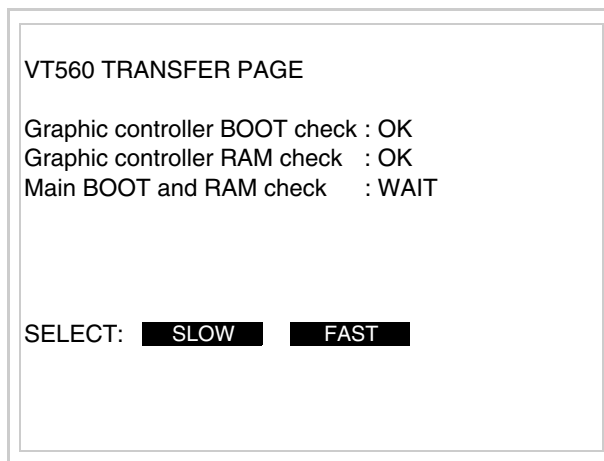 VT560 TRANSFER PAGE
Graphic controller BOOT check : OK
Graphic controller RAM check : OK
Main BOOT and RAM check : WAIT
SELECT: SLOW FAST